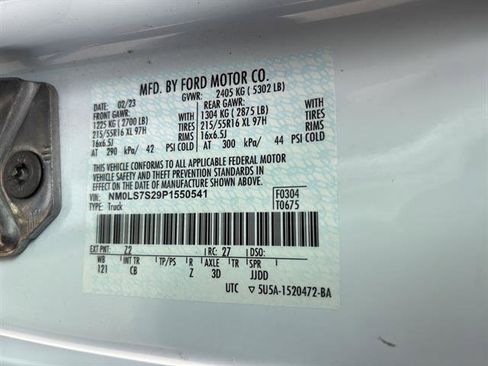 MFD. BY FORD MOTOR CO.
DATE: 02/23 GVWR: 2405 KG ( 5302 LB)
FRONT GAWR: REAR GAWR:
1225 KG ( 2700 LB) WITH 1304 KG ( 2875 LB) WITH
215/55R16 XL 97H TIRES 215/55R16 XL 97H TIRES
16x6.5J RIMS 16x6.5J RIMS
AT 290 kPa/ 42 PSI COLD AT 300 kPa/ 44 PSI COLD
THIS VEHICLE CONFORMS TO ALL APPLICABLE FEDERAL MOTOR
VEHICLE SAFETY AND THEFT PREVENTION STANDARDS IN EFFECT
ON THE DATE OF MANUFACTURE SHOWN ABOVE.
VIN: NM0LS7S29P1550541 F0304
TYPE: Truck T0675
EXT PNT: Z2 RC: 27 DSO:
WB INT TR TP/PS R AXLE TR SPR
121 CB Z 3D JJDD
UTC ▽ 5U5A-1520472-BA